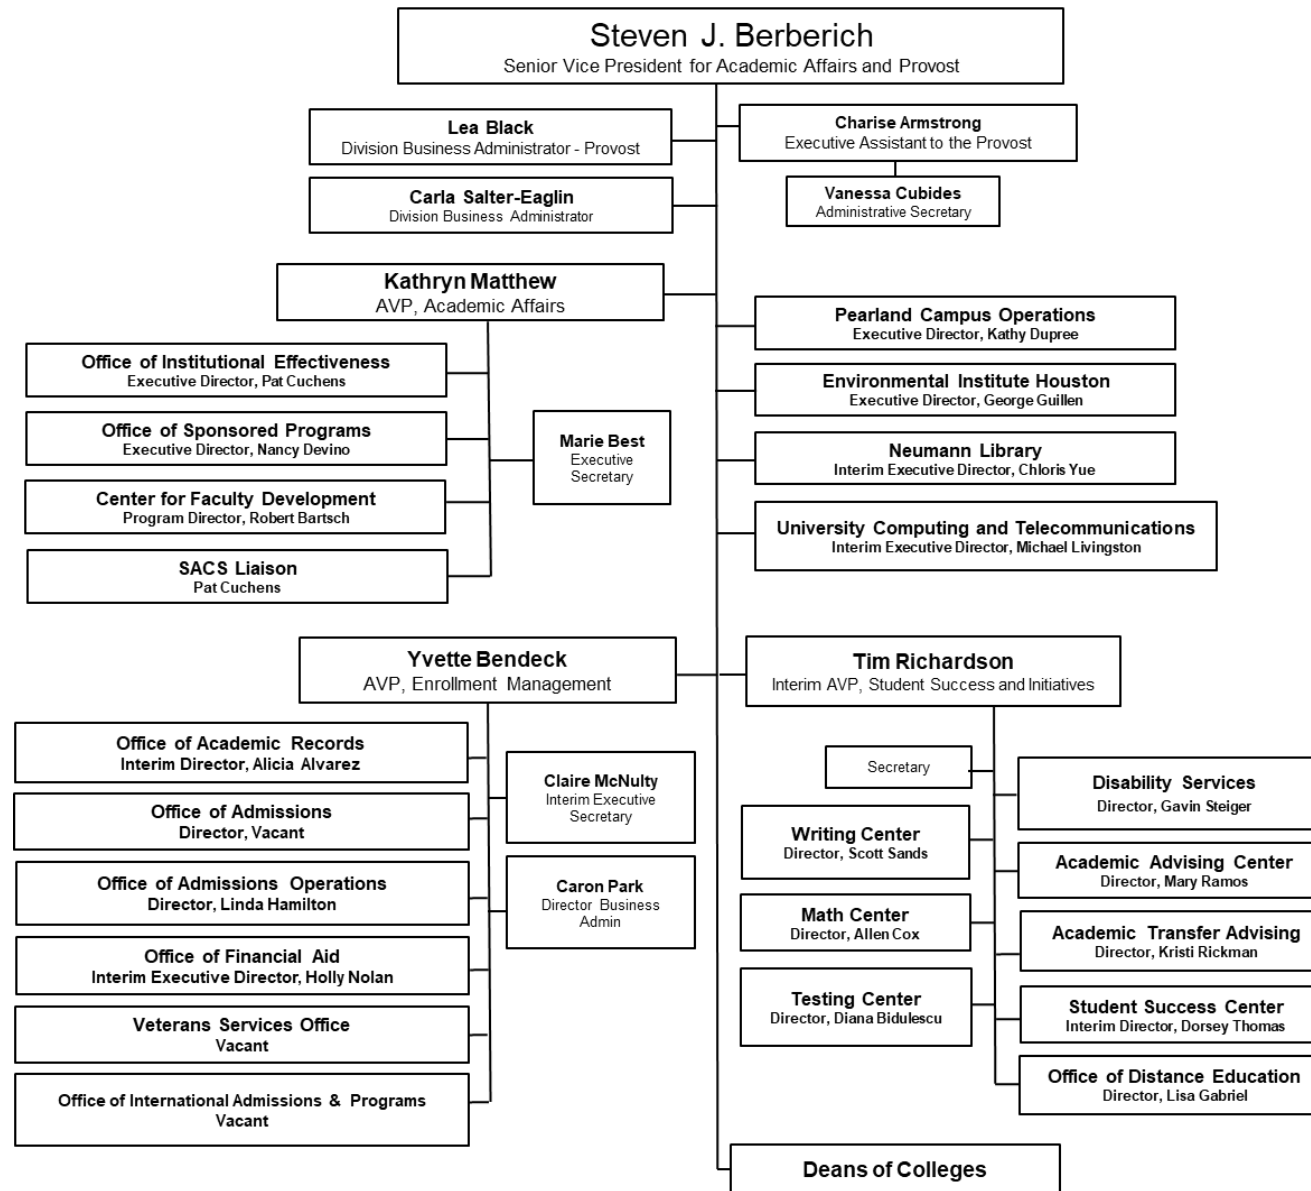 Steven J. Berberich
Senior Vice President for Academic Affairs and Provost
Lea Black
Division Business Administrator - Provost
Charise Armstrong
Executive Assistant to the Provost
Carla Salter-Eaglin
Division Business Administrator
Vanessa Cubides
Administrative Secretary
Kathryn Matthew
AVP, Academic Affairs
Office of Institutional Effectiveness
Executive Director, Pat Cuchens
Office of Sponsored Programs
Executive Director, Nancy Devino
Center for Faculty Development
Program Director, Robert Bartsch
SACS Liaison
Pat Cuchens
Marie Best
Executive
Secretary
Pearland Campus Operations
Executive Director, Kathy Dupree
Environmental Institute Houston
Executive Director, George Guillen
Neumann Library
Interim Executive Director, Chloris Yue
University Computing and Telecommunications
Interim Executive Director, Michael Livingston
Yvette Bendeck
AVP, Enrollment Management
Office of Academic Records
Interim Director, Alicia Alvarez
Office of Admissions
Director, Vacant
Office of Admissions Operations
Director, Linda Hamilton
Office of Financial Aid
Interim Executive Director, Holly Nolan
Veterans Services Office
Vacant
Office of International Admissions & Programs
Vacant
Claire McNulty
Interim Executive
Secretary
Caron Park
Director Business
Admin
Tim Richardson
Interim AVP, Student Success and Initiatives
Secretary
Writing Center
Director, Scott Sands
Math Center
Director, Allen Cox
Testing Center
Director, Diana Bidulescu
Disability Services
Director, Gavin Steiger
Academic Advising Center
Director, Mary Ramos
Academic Transfer Advising
Director, Kristi Rickman
Student Success Center
Interim Director, Dorsey Thomas
Office of Distance Education
Director, Lisa Gabriel
Deans of Colleges